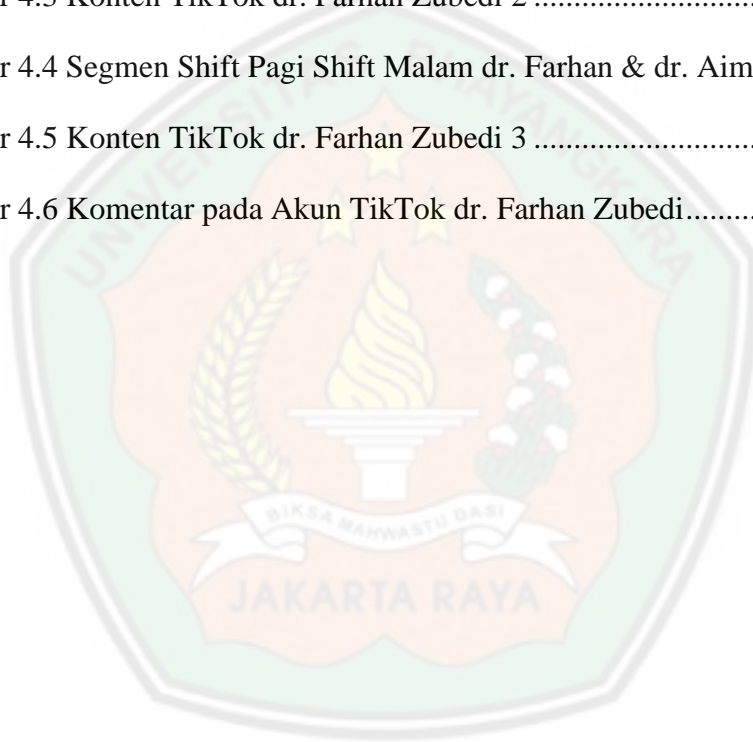 r 4.3 Konten TikTok dr. Farhan Zubedi 2 ..........................
r 4.4 Segmen Shift Pagi Shift Malam dr. Farhan & dr. Aim
r 4.5 Konten TikTok dr. Farhan Zubedi 3 ..........................
r 4.6 Komentar pada Akun TikTok dr. Farhan Zubedi.........
UNIVERSITAS BHAYANGKARA
BIKSA MAHWASTU DASI
JAKARTA RAYA